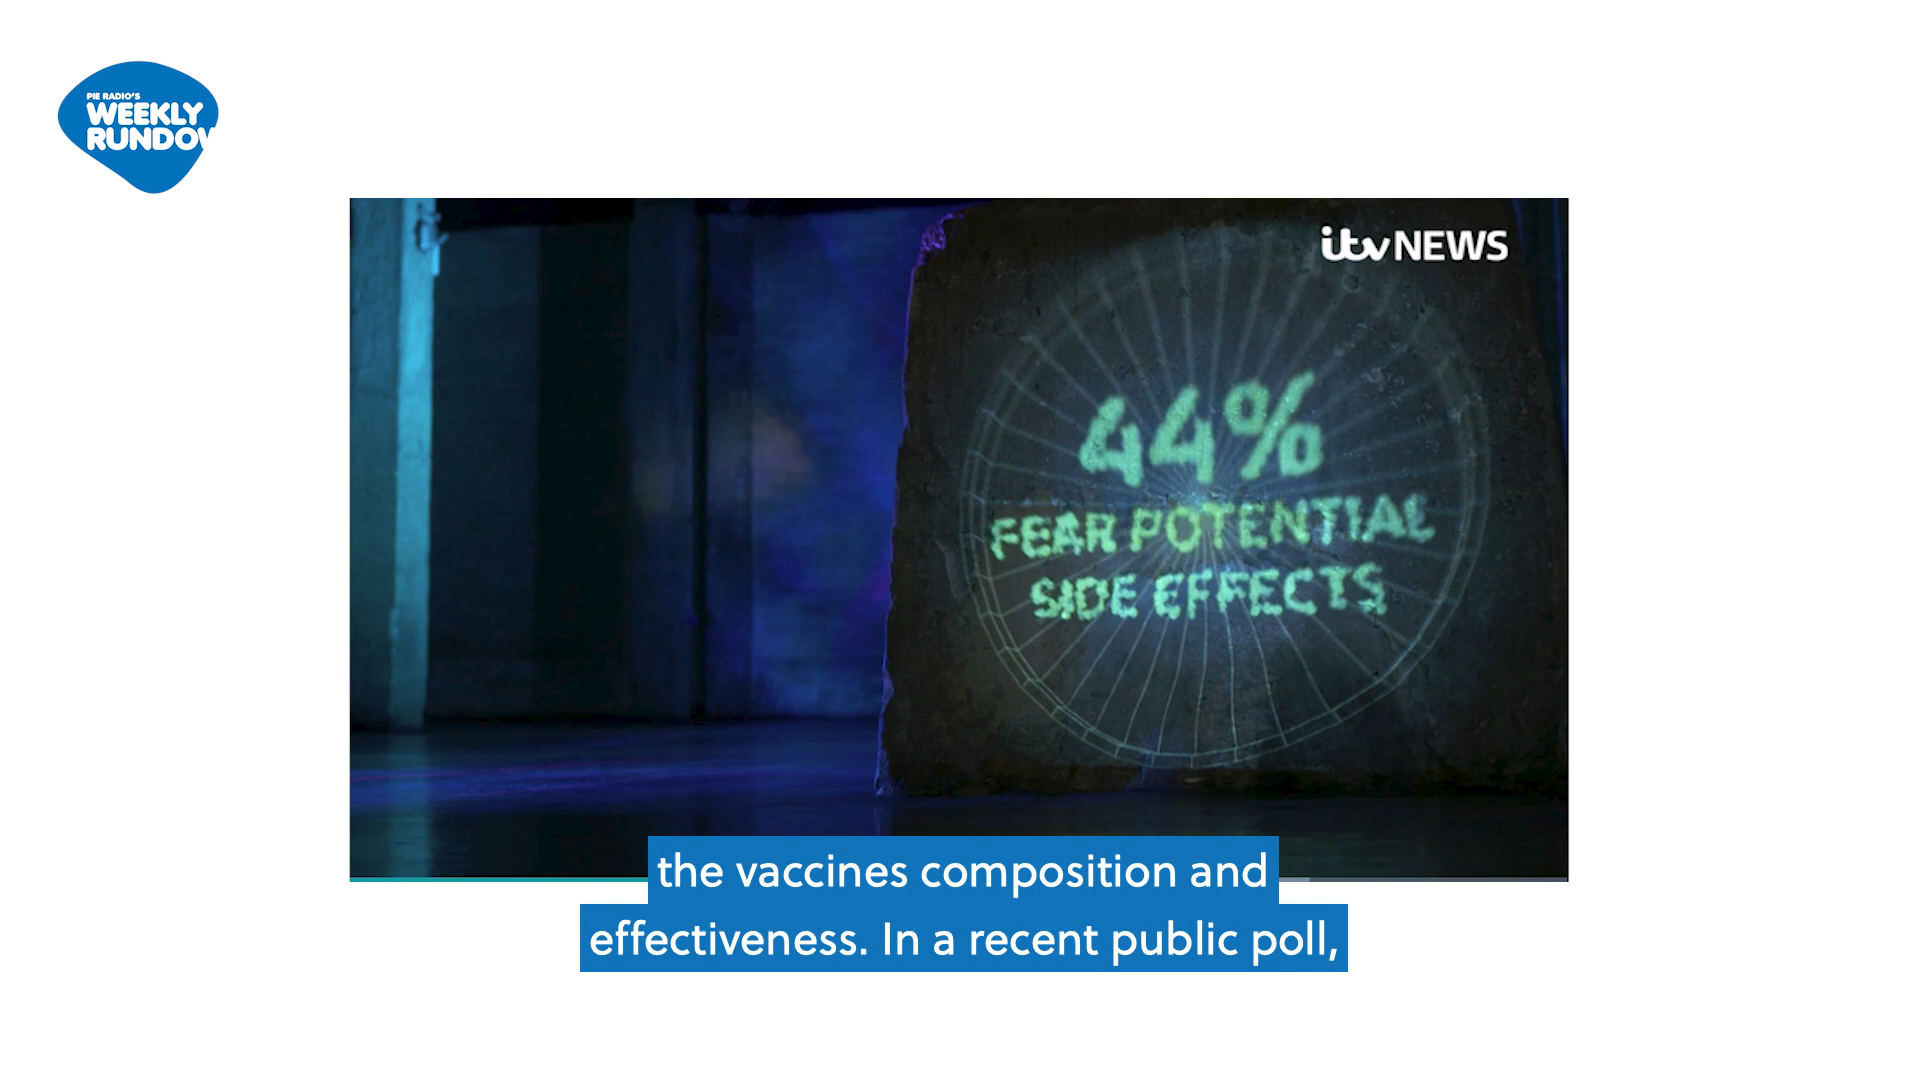 PIE RADIO'S
WEEKLY
RUNDOW
itv NEWS
44%
FEAR POTENTIAL
SIDE EFFECTS
the vaccines composition and
effectiveness. In a recent public poll,